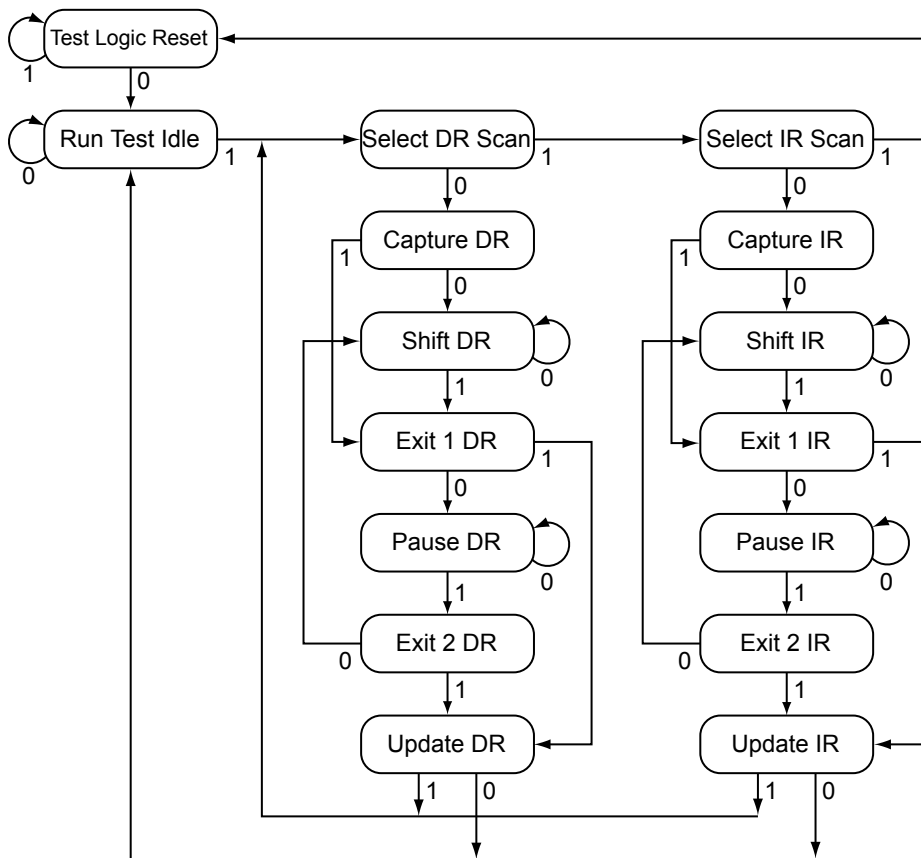 Test Logic Reset
1
0
Run Test Idle
0
1
Select DR Scan
1
0
Select IR Scan
1
0
Capture DR
1
0
Capture IR
1
0
Shift DR
0
1
Shift IR
0
1
Exit 1 DR
1
0
Exit 1 IR
1
0
Pause DR
0
1
Pause IR
0
1
Exit 2 DR
0
1
Exit 2 IR
0
1
Update DR
1
0
Update IR
1
0